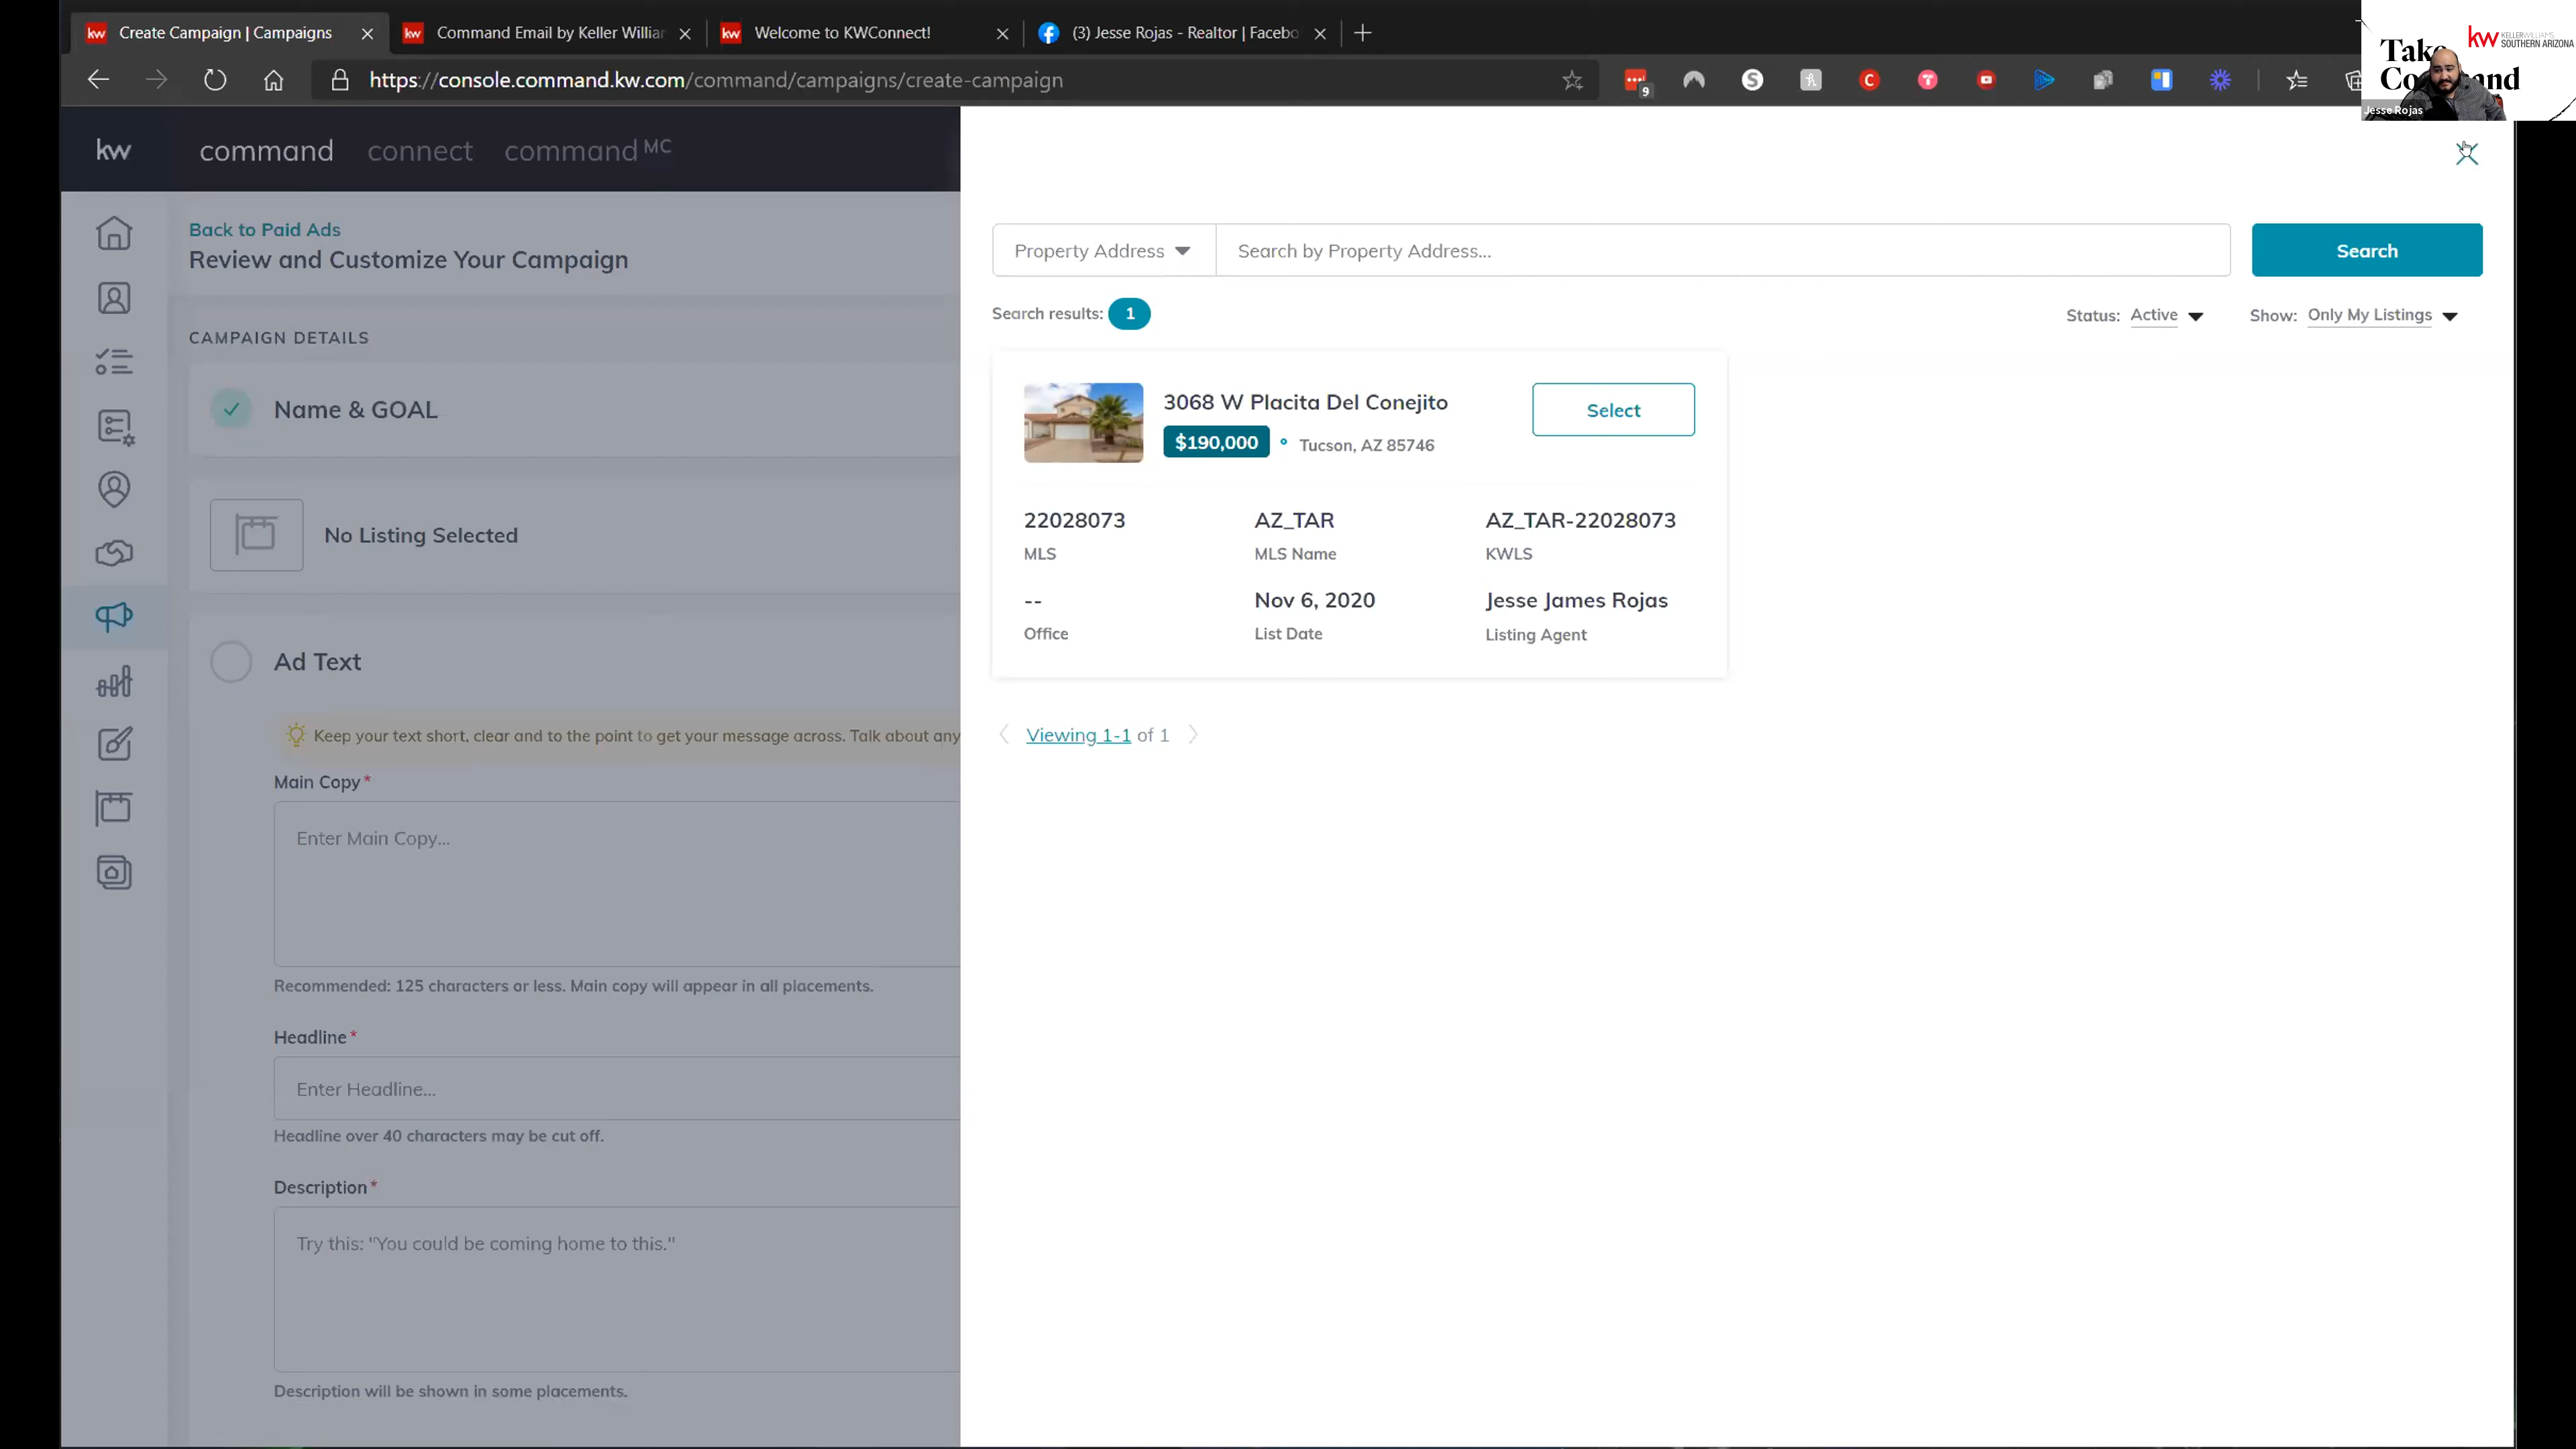 Create Campaign | Campaigns
Command Email by Keller Willia
Welcome to KWConnect!
(3) Jesse Rojas - Realtor | Facebo
https://console.command.kw.com/command/campaigns/create-campaign
9
Take
kw KELLERWILLIAMS
SOUTHERN ARIZONA
Jesse Rojas
kw command connect command MC
Back to Paid Ads
Review and Customize Your Campaign
CAMPAIGN DETAILS
Name & GOAL
No Listing Selected
Ad Text
Keep your text short, clear and to the point to get your message across. Talk about any
Main Copy*
Enter Main Copy...
Recommended: 125 characters or less. Main copy will appear in all placements.
Headline*
Enter Headline...
Headline over 40 characters may be cut off.
Description*
Try this: "You could be coming home to this."
Description will be shown in some placements.
Property Address
Search by Property Address...
Search
Search results: 1
Status: Active
Show: Only My Listings
3068 W Placita Del Conejito
Select
$190,000
Tucson, AZ 85746
22028073
AZ_TAR
AZ_TAR-22028073
MLS
MLS Name
KWLS
--
Nov 6, 2020
Jesse James Rojas
Office
List Date
Listing Agent
Viewing 1-1 of 1